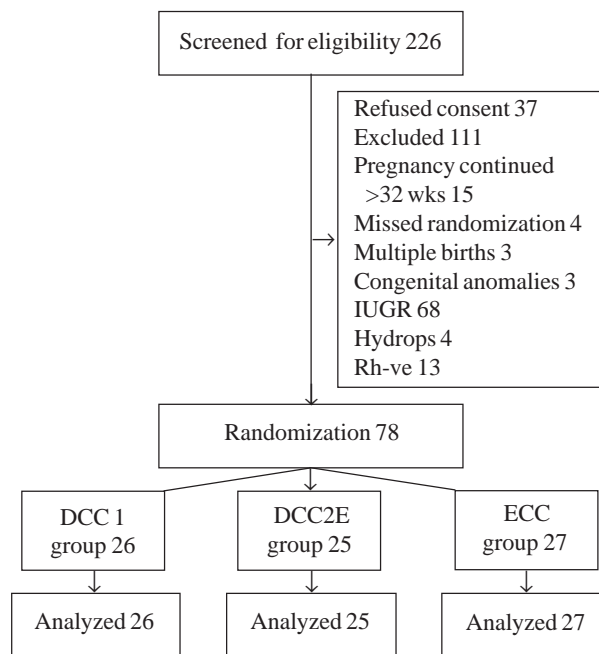 Screened for eligibility 226
Refused consent 37
Excluded 111
Pregnancy continued
>32 wks 15
Missed randomization 4
Multiple births 3
Congenital anomalies 3
IUGR 68
Hydrops 4
Rh-ve 13
Randomization 78
DCC 1
group 26
DCC2E
group 25
ECC
group 27
Analyzed 26
Analyzed 25
Analyzed 27